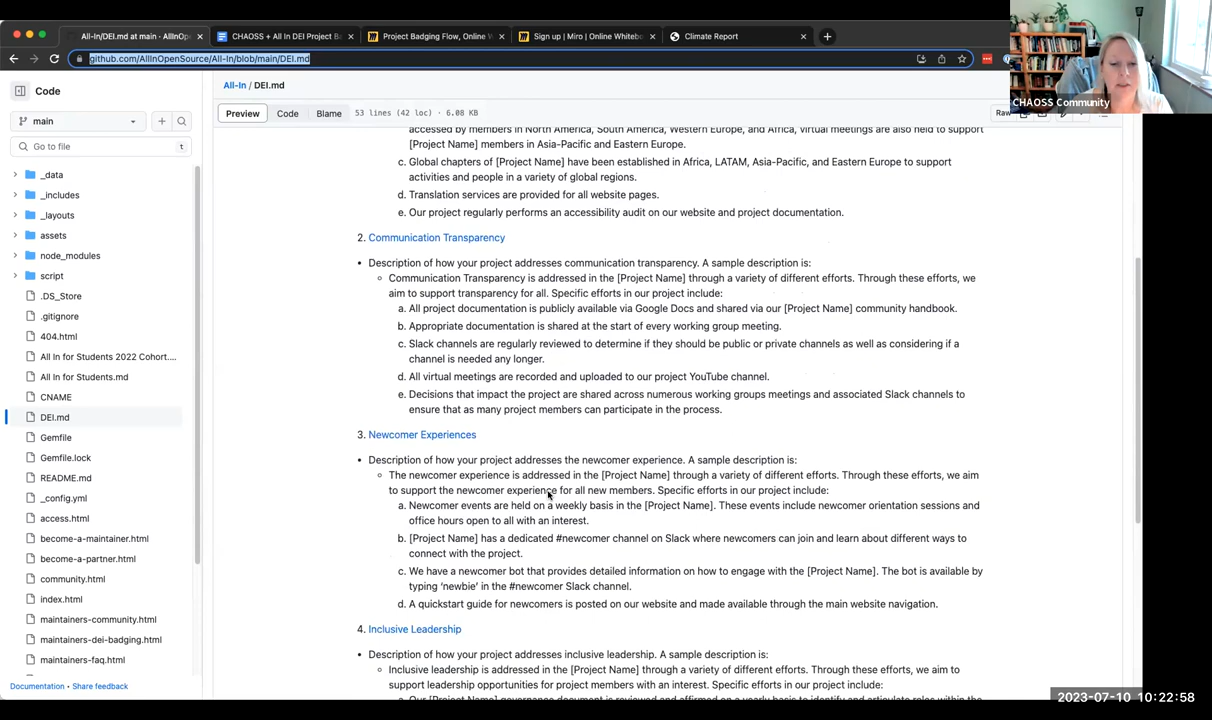 All-In/DEI.md at main · AllInOp
CHAOSS + All In DEI Project Ba
Project Badging Flow, Online W
Sign up | Miro | Online Whiteb
Climate Report
github.com/AllInOpenSource/All-In/blob/main/DEI.md
CHAOSS Community
Code
All-In / DEI.md
main
Preview
Code
Blame
53 lines (42 loc) · 6.08 KB
Raw
Go to file
t
_data
_includes
_layouts
assets
node_modules
script
.DS_Store
.gitignore
404.html
All In for Students 2022 Cohort....
All In for Students.md
CNAME
DEI.md
Gemfile
Gemfile.lock
README.md
_config.yml
access.html
become-a-maintainer.html
become-a-partner.html
community.html
index.html
maintainers-community.html
maintainers-dei-badging.html
maintainers-faq.html
Documentation • Share feedback
accessed by members in North America, South America, Western Europe, and Africa, virtual meetings are also held to support
[Project Name] members in Asia-Pacific and Eastern Europe.
c. Global chapters of [Project Name] have been established in Africa, LATAM, Asia-Pacific, and Eastern Europe to support
activities and people in a variety of global regions.
d. Translation services are provided for all website pages.
e. Our project regularly performs an accessibility audit on our website and project documentation.
2. Communication Transparency
• Description of how your project addresses communication transparency. A sample description is:
◦ Communication Transparency is addressed in the [Project Name] through a variety of different efforts. Through these efforts, we
aim to support transparency for all. Specific efforts in our project include:
a. All project documentation is publicly available via Google Docs and shared via our [Project Name] community handbook.
b. Appropriate documentation is shared at the start of every working group meeting.
c. Slack channels are regularly reviewed to determine if they should be public or private channels as well as considering if a
channel is needed any longer.
d. All virtual meetings are recorded and uploaded to our project YouTube channel.
e. Decisions that impact the project are shared across numerous working groups meetings and associated Slack channels to
ensure that as many project members can participate in the process.
3. Newcomer Experiences
• Description of how your project addresses the newcomer experience. A sample description is:
◦ The newcomer experience is addressed in the [Project Name] through a variety of different efforts. Through these efforts, we aim
to support the newcomer experience for all new members. Specific efforts in our project include:
a. Newcomer events are held on a weekly basis in the [Project Name]. These events include newcomer orientation sessions and
office hours open to all with an interest.
b. [Project Name] has a dedicated #newcomer channel on Slack where newcomers can join and learn about different ways to
connect with the project.
c. We have a newcomer bot that provides detailed information on how to engage with the [Project Name]. The bot is available by
typing ‘newbie’ in the #newcomer Slack channel.
d. A quickstart guide for newcomers is posted on our website and made available through the main website navigation.
4. Inclusive Leadership
• Description of how your project addresses inclusive leadership. A sample description is:
◦ Inclusive leadership is addressed in the [Project Name] through a variety of different efforts. Through these efforts, we aim to
support leadership opportunities for project members with an interest. Specific efforts in our project include:
2023-07-10 10:22:58